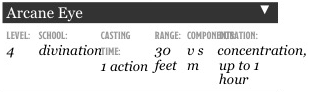 Arcane Eye ▼
LEVEL: SCHOOL: CASTING TIME: RANGE: COMPONENTS: DURATION:
4 divination 1 action 30 feet v s m concentration, up to 1 hour